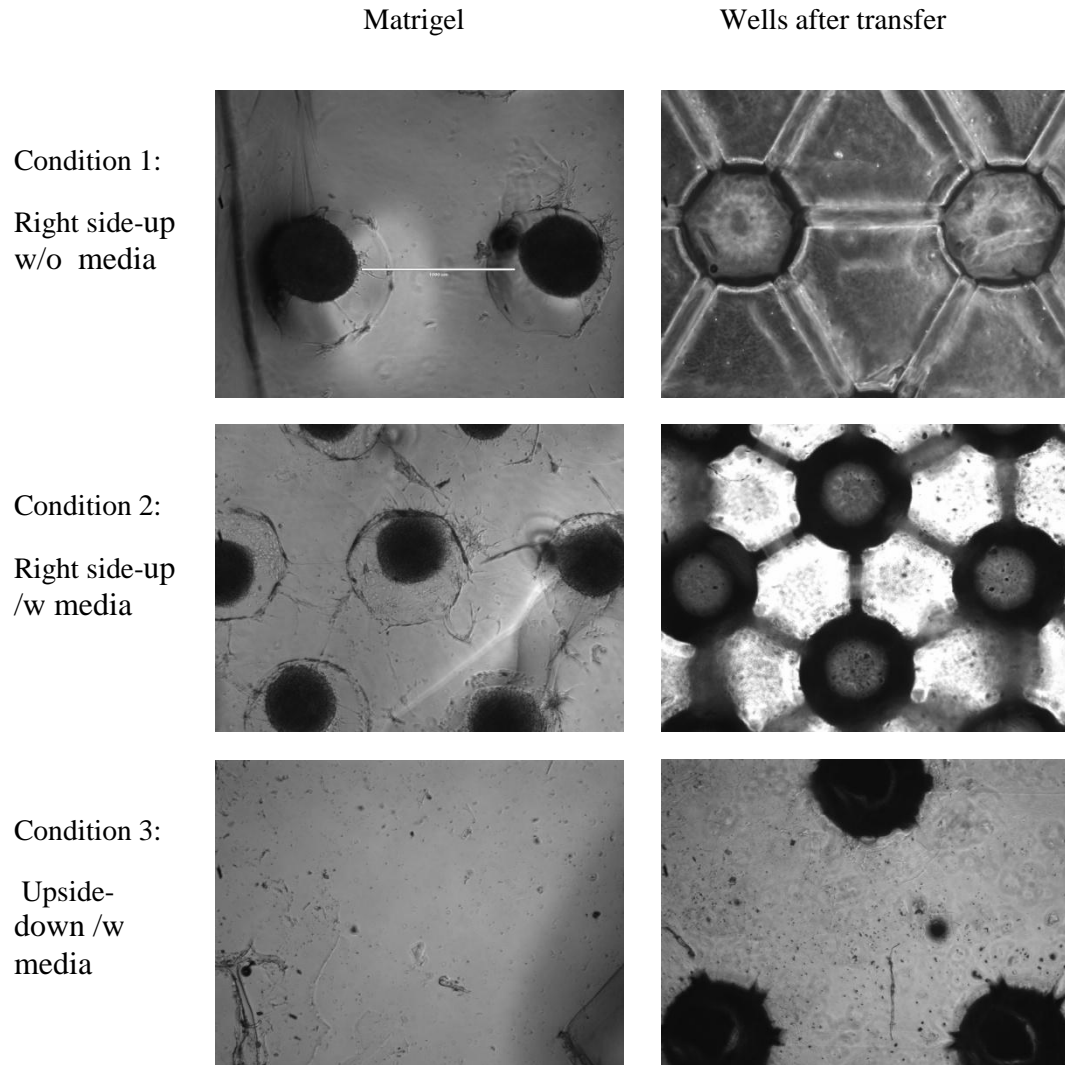 Matrigel
Wells after transfer
Condition 1:
Right side-up
w/o media
Condition 2:
Right side-up
/w media
Condition 3:
Upside-
down /w
media